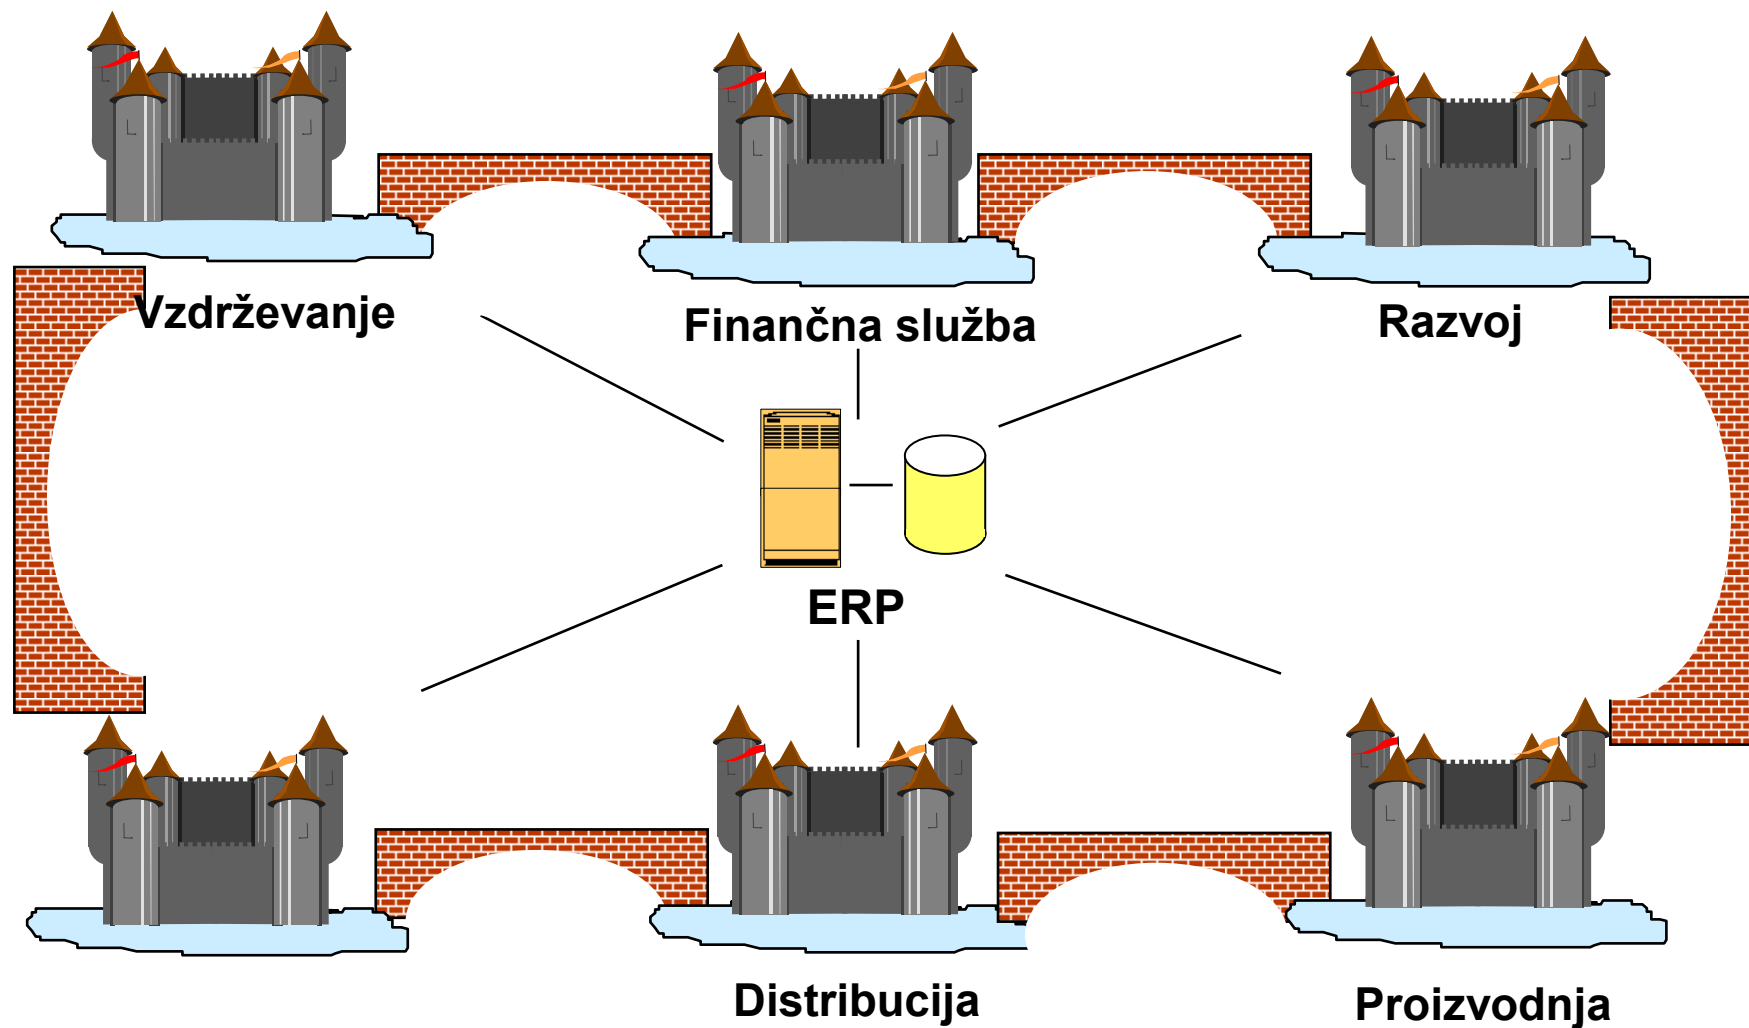 Vzdrževanje
Finančna služba
Razvoj
ERP
Distribucija
Proizvodnja